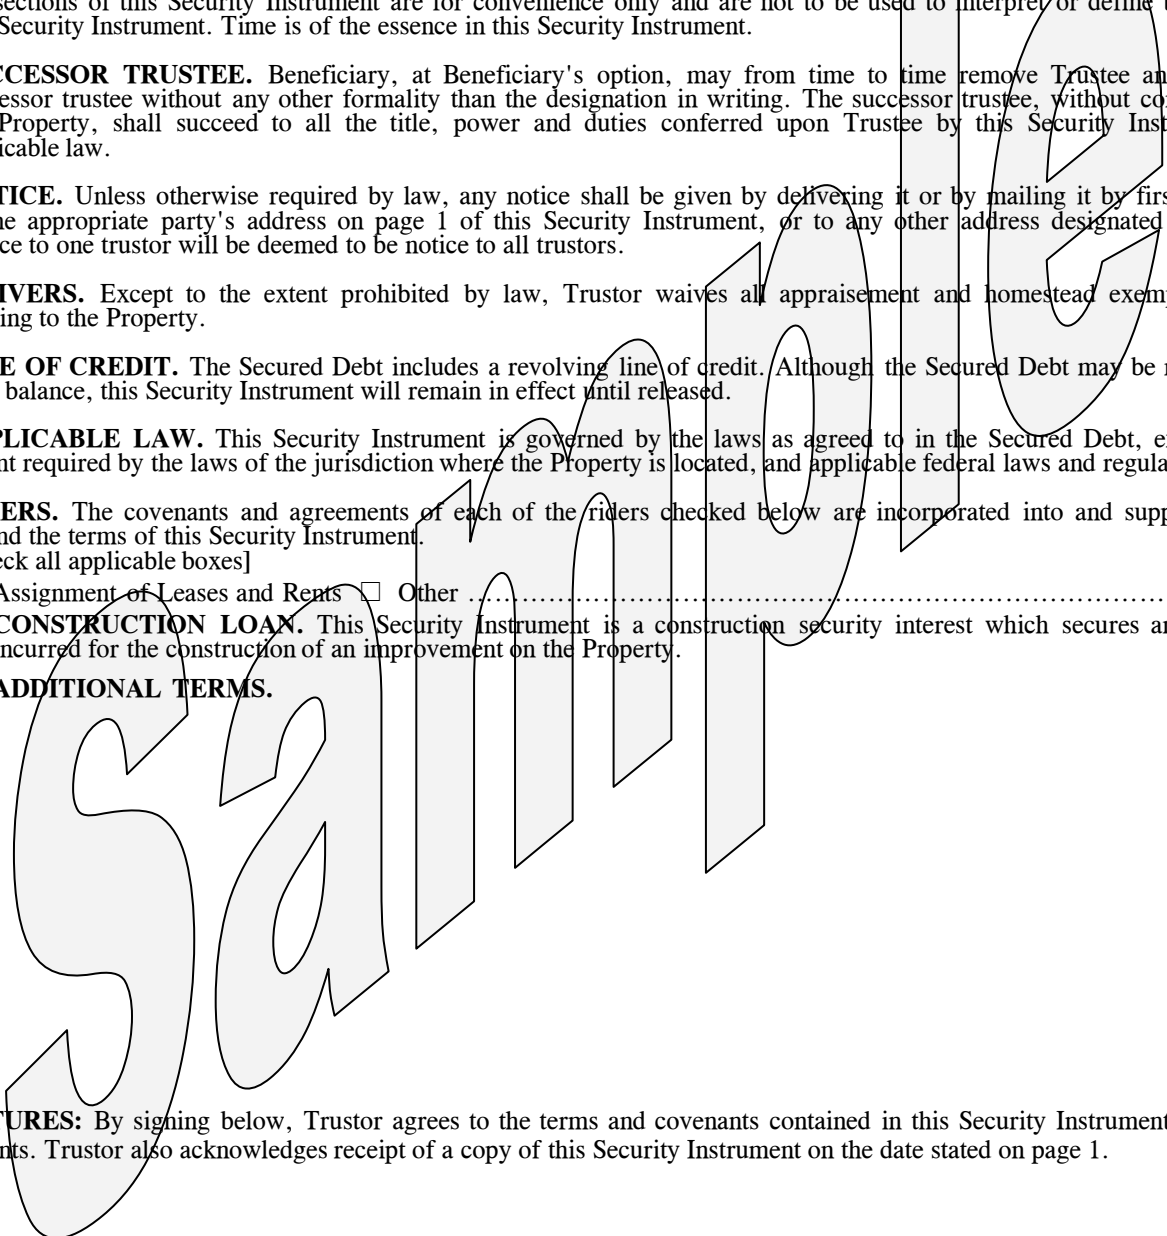 sections of this Security Instrument are for convenience only and are not to be used to interpret or define
Security Instrument. Time is of the essence in this Security Instrument.
CCESSOR TRUSTEE. Beneficiary, at Beneficiary's option, may from time to time remove Trustee an
essor trustee without any other formality than the designation in writing. The successor trustee, without co
Property, shall succeed to all the title, power and duties conferred upon Trustee by this Security Inst
icable law.
TICE. Unless otherwise required by law, any notice shall be given by delivering it or by mailing it by firs
he appropriate party's address on page 1 of this Security Instrument, or to any other address designated
ce to one trustor will be deemed to be notice to all trustors.
IVERS. Except to the extent prohibited by law, Trustor waives all appraisement and homestead exemp
ing to the Property.
E OF CREDIT. The Secured Debt includes a revolving line of credit. Although the Secured Debt may be r
balance, this Security Instrument will remain in effect until released.
PLICABLE LAW. This Security Instrument is governed by the laws as agreed to in the Secured Debt, e
nt required by the laws of the jurisdiction where the Property is located, and applicable federal laws and regula
ERS. The covenants and agreements of each of the riders checked below are incorporated into and supp
nd the terms of this Security Instrument.
eck all applicable boxes]
Assignment of Leases and Rents ☐ Other ..........................................................................
CONSTRUCTION LOAN. This Security Instrument is a construction security interest which secures a
ncurred for the construction of an improvement on the Property.
ADDITIONAL TERMS.
TURES: By signing below, Trustor agrees to the terms and covenants contained in this Security Instrument
nts. Trustor also acknowledges receipt of a copy of this Security Instrument on the date stated on page 1.
Sample